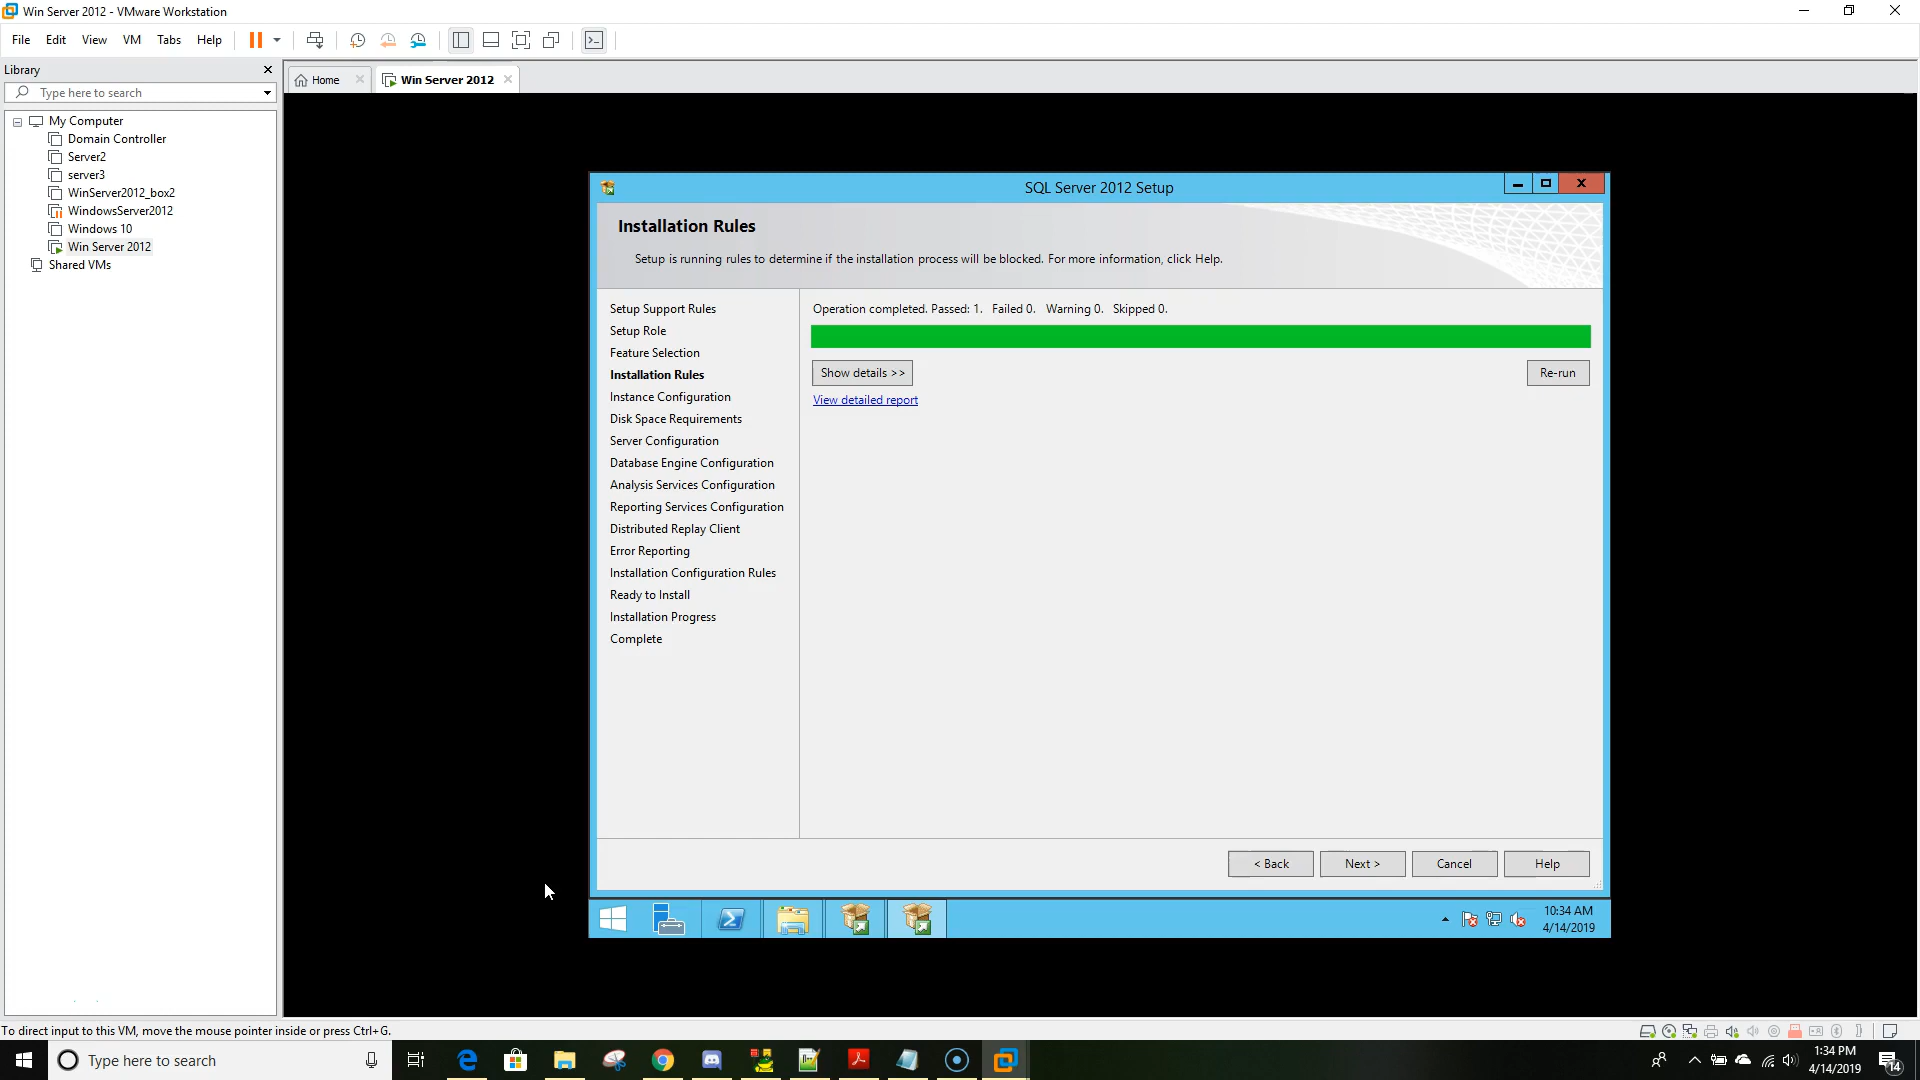 Win Server 2012 - VMware Workstation
File Edit View VM Tabs Help
Library
Type here to search
Home
Win Server 2012
My Computer
Domain Controller
Server2
server3
WinServer2012_box2
WindowsServer2012
Windows 10
Win Server 2012
Shared VMs
SQL Server 2012 Setup
Installation Rules
Setup is running rules to determine if the installation process will be blocked. For more information, click Help.
Setup Support Rules
Setup Role
Feature Selection
Installation Rules
Instance Configuration
Disk Space Requirements
Server Configuration
Database Engine Configuration
Analysis Services Configuration
Reporting Services Configuration
Distributed Replay Client
Error Reporting
Installation Configuration Rules
Ready to Install
Installation Progress
Complete
Operation completed. Passed: 1. Failed 0. Warning 0. Skipped 0.
Show details >>
Re-run
View detailed report
< Back
Next >
Cancel
Help
10:34 AM
4/14/2019
To direct input to this VM, move the mouse pointer inside or press Ctrl+G.
Type here to search
1:34 PM
4/14/2019
14